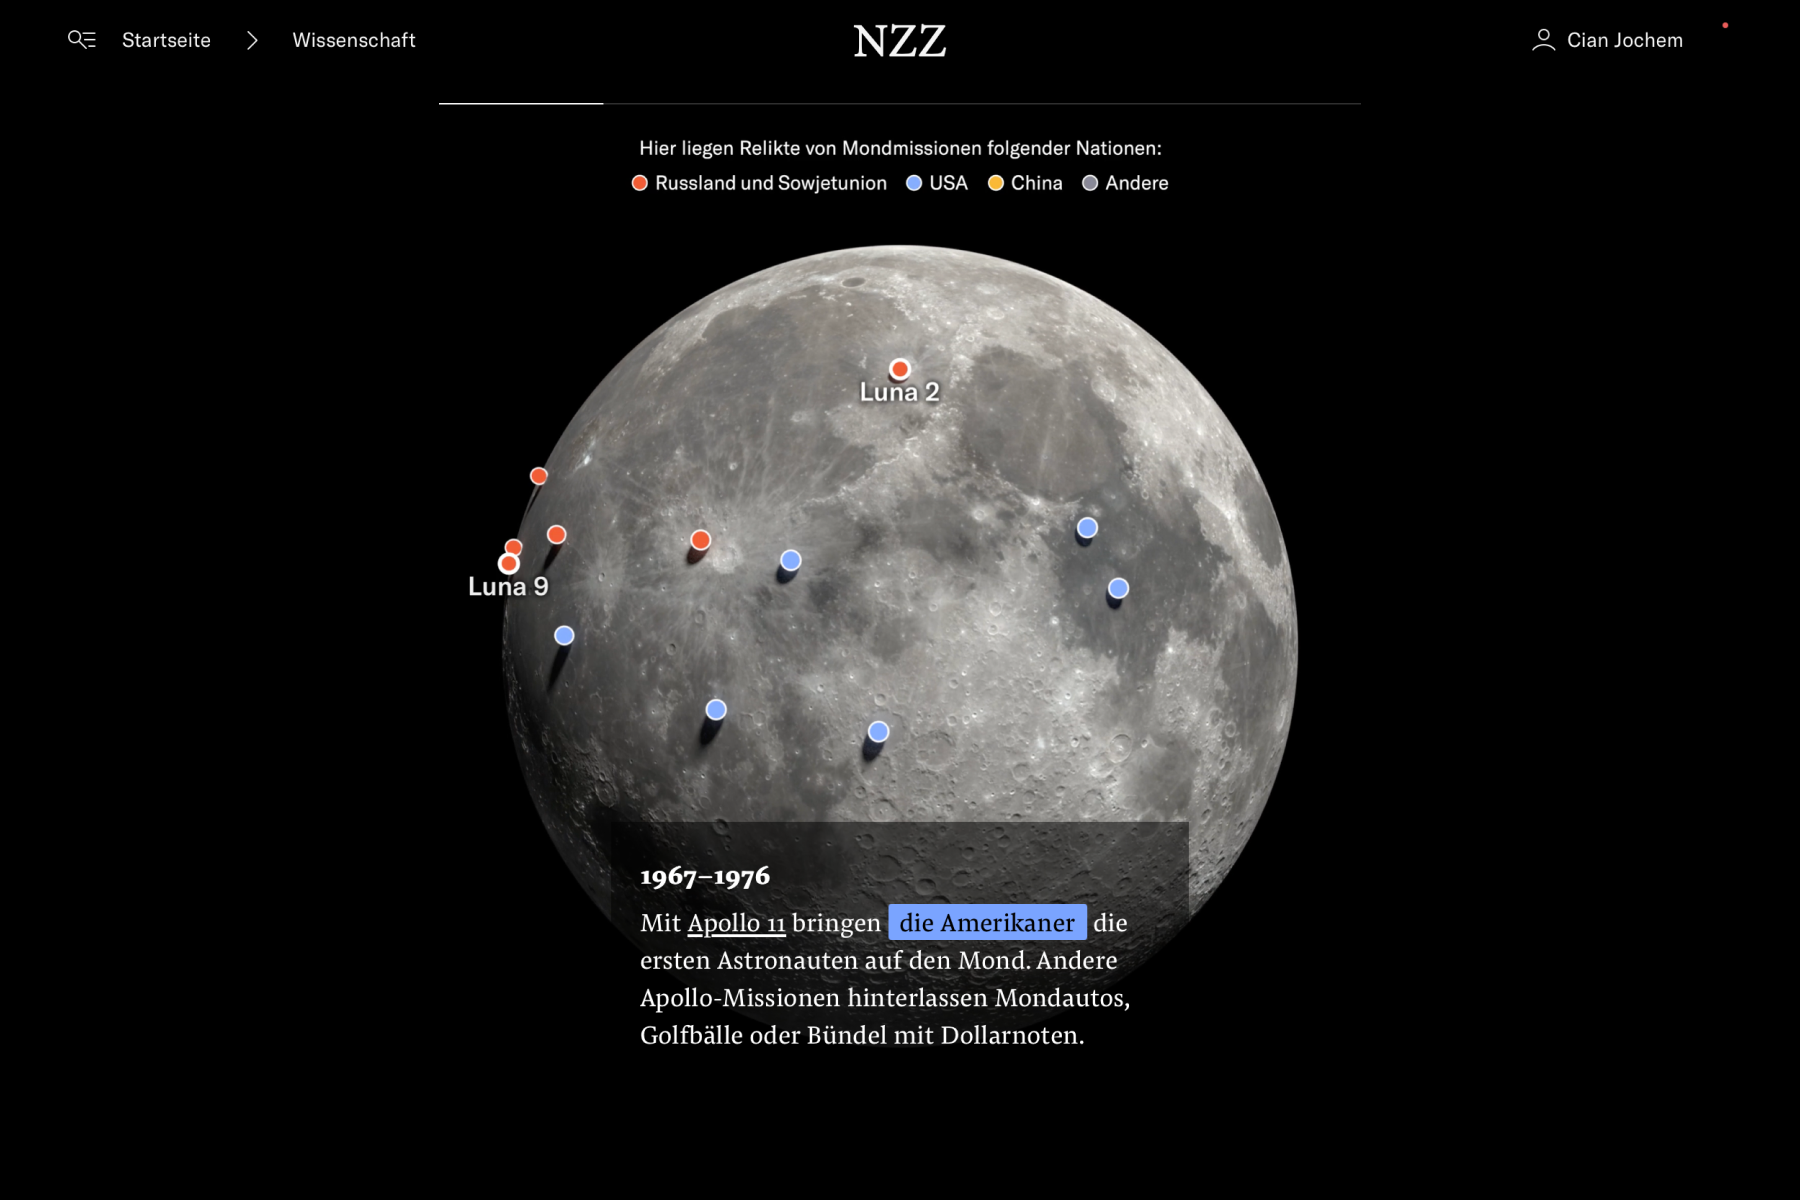 Startseite
Wissenschaft
NZZ
Cian Jochem
Hier liegen Relikte von Mondmissionen folgender Nationen:
Russland und Sowjetunion USA China Andere
Luna 2
Luna 9
1967–1976
Mit Apollo 11 bringen die Amerikaner die
ersten Astronauten auf den Mond. Andere
Apollo-Missionen hinterlassen Mondautos,
Golfbälle oder Bündel mit Dollarnoten.